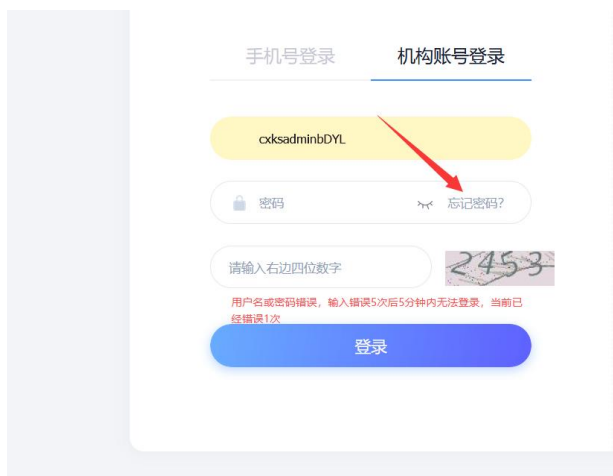 手机号登录 机构账号登录
cxksadminbDYL
密码 忘记密码?
请输入右边四位数字 2453
用户名或密码错误，输入错误5次后5分钟内无法登录，当前已
经错误1次
登录